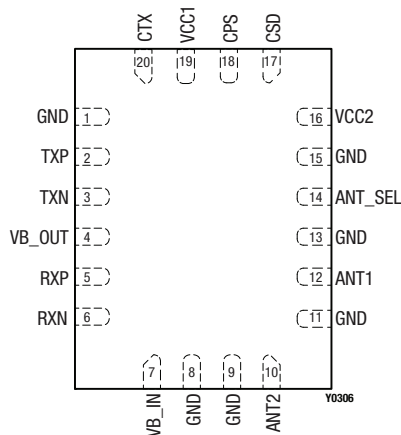 CTX VCC1 CPS CSD
20 19 18 17
GND 1 16 VCC2
TXP 2 15 GND
TXN 3 14 ANT_SEL
VB_OUT 4 13 GND
RXP 5 12 ANT1
RXN 6 11 GND
7 8 9 10
VB_IN GND GND ANT2
Y0306